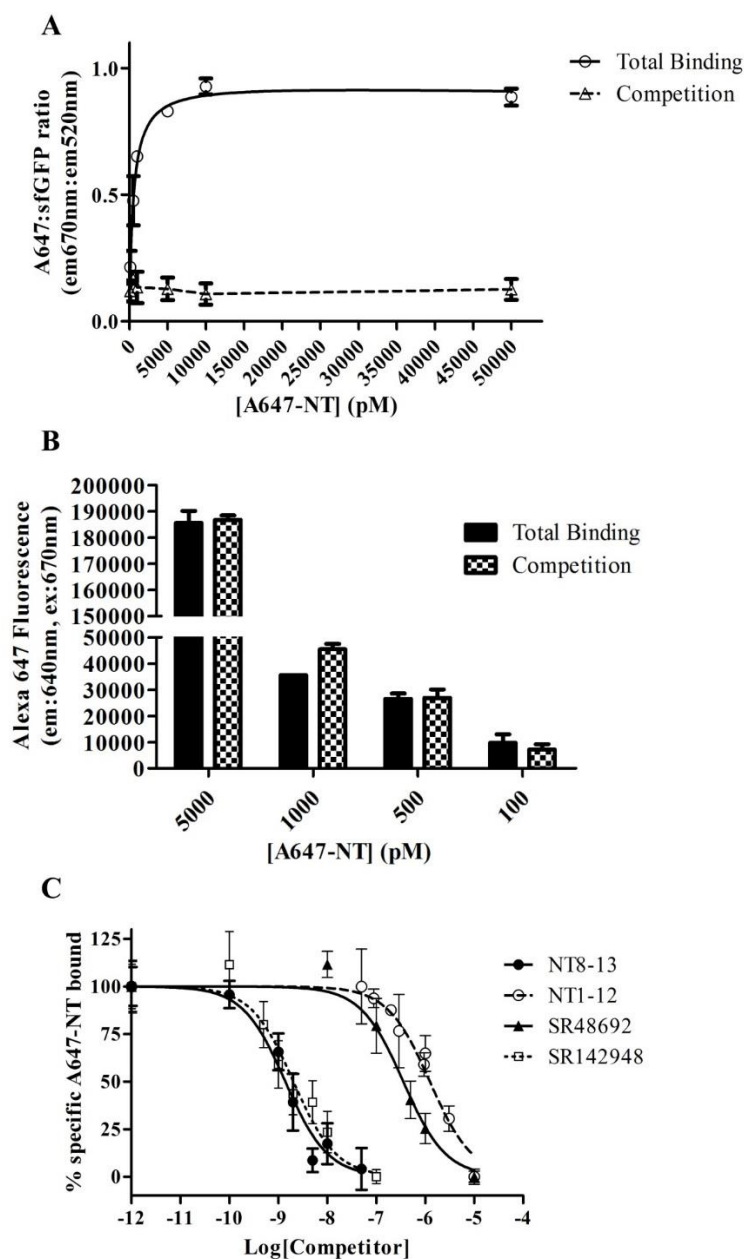 A
A647:sfGFP ratio
(em670nm:em520nm)
1.0
0.5
0.0
0
5000
10000
15000
20000
25000
30000
35000
40000
45000
50000
[A647-NT] (pM)
Total Binding
Competition
B
Alexa 647 Fluorescence
(em:640nm, ex:670nm)
200000
190000
180000
170000
160000
150000
50000
40000
30000
20000
10000
0
5000
1000
500
100
[A647-NT] (pM)
Total Binding
Competition
C
% specific A647-NT bound
125
100
75
50
25
0
-12
-11
-10
-9
-8
-7
-6
-5
-4
Log[Competitor]
NT8-13
NT1-12
SR48692
SR142948